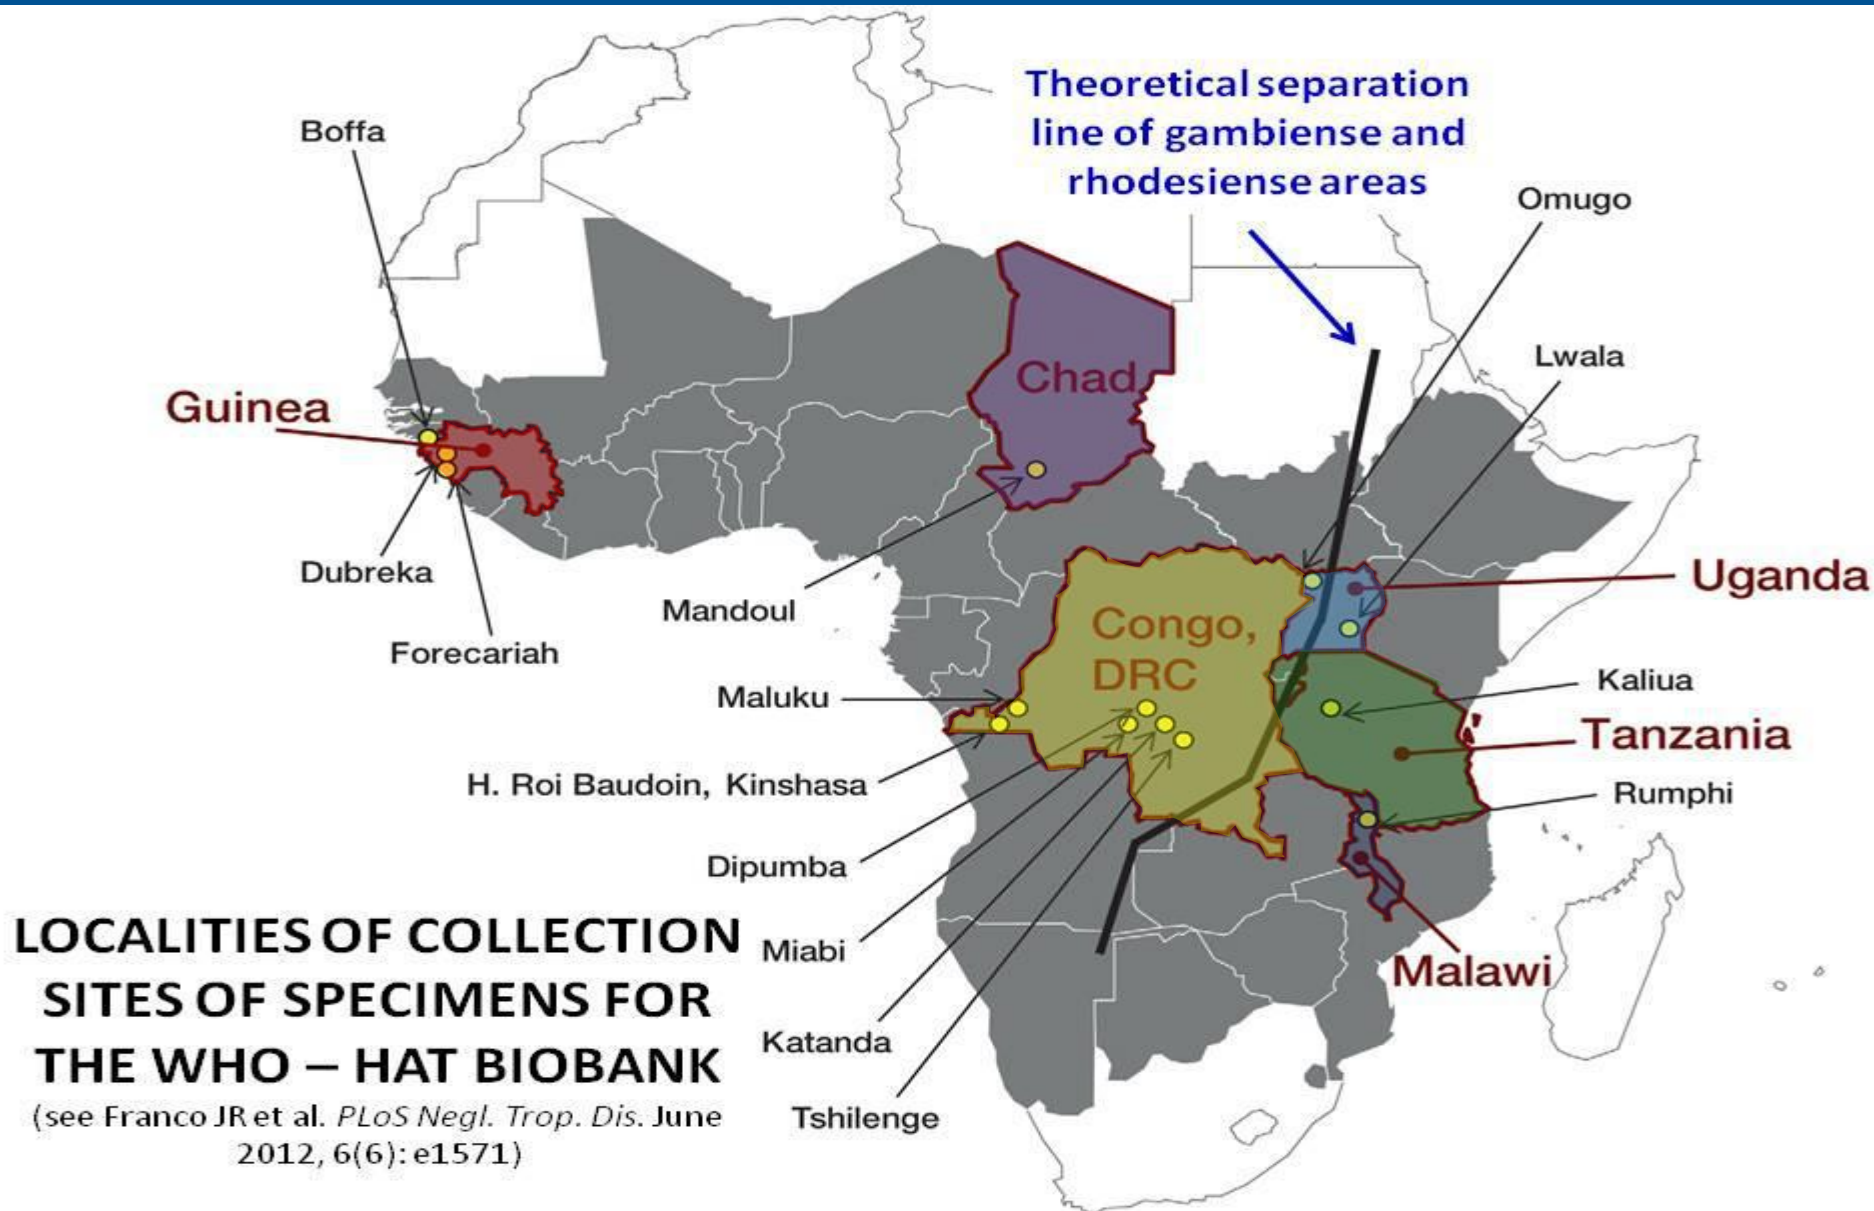 Theoretical separation
line of gambiense and
rhodesiense areas
Boffa
Omugo
Lwala
Chad
Guinea
Dubreka
Uganda
Mandoul
Congo,
DRC
Forecariah
Kaliua
Maluku
Tanzania
H. Roi Baudoin, Kinshasa
Rumphi
Dipumba
Miabi
Malawi
Katanda
Tshilenge
LOCALITIES OF COLLECTION
SITES OF SPECIMENS FOR
THE WHO – HAT BIOBANK
(see Franco JR et al. PLoS Negl. Trop. Dis. June
2012, 6(6): e1571)